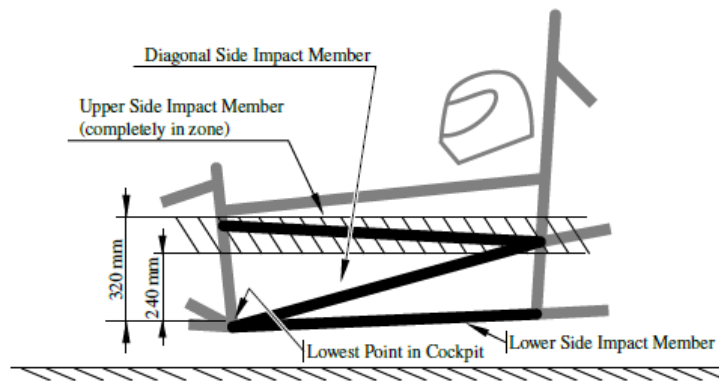 Diagonal Side Impact Member
Upper Side Impact Member
(completely in zone)
320 mm
240 mm
Lowest Point in Cockpit
Lower Side Impact Member